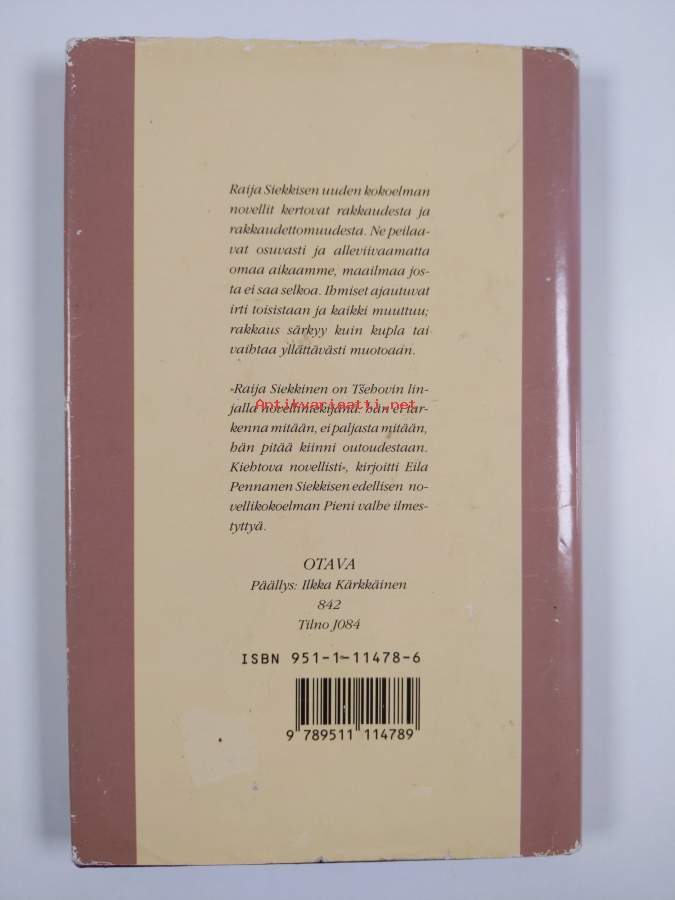 Raija Siekkisen uuden kokoelman
novellit kertovat rakkaudesta ja
rakkaudettomuudesta. Ne peilaa-
vat osuvasti ja alleviivaamatta
omaa aikaamme, maailmaa jos-
ta ei saa selkoa. Ihmiset ajautuvat
irti toisistaan ja kaikki muuttuu;
rakkaus särkyy kuin kupla tai
vaihtaa yllättävästi muotoaan.
»Raija Siekkinen on Tšehovin lin-
Antikvariaatti.net
jalla novellintekijänä: hän ei tar-
kenna mitään, ei paljasta mitään,
hän pitää kiinni outoudestaan.
Kiehtova novellisti», kirjoitti Eila
Pennanen Siekkisen edellisen no-
vellikokoelman Pieni valhe ilmes-
tyttyä.
OTAVA
Päällys: Ilkka Kärkkäinen
842
Tilno J084
ISBN 951-1-11478-6
9 789511 114789